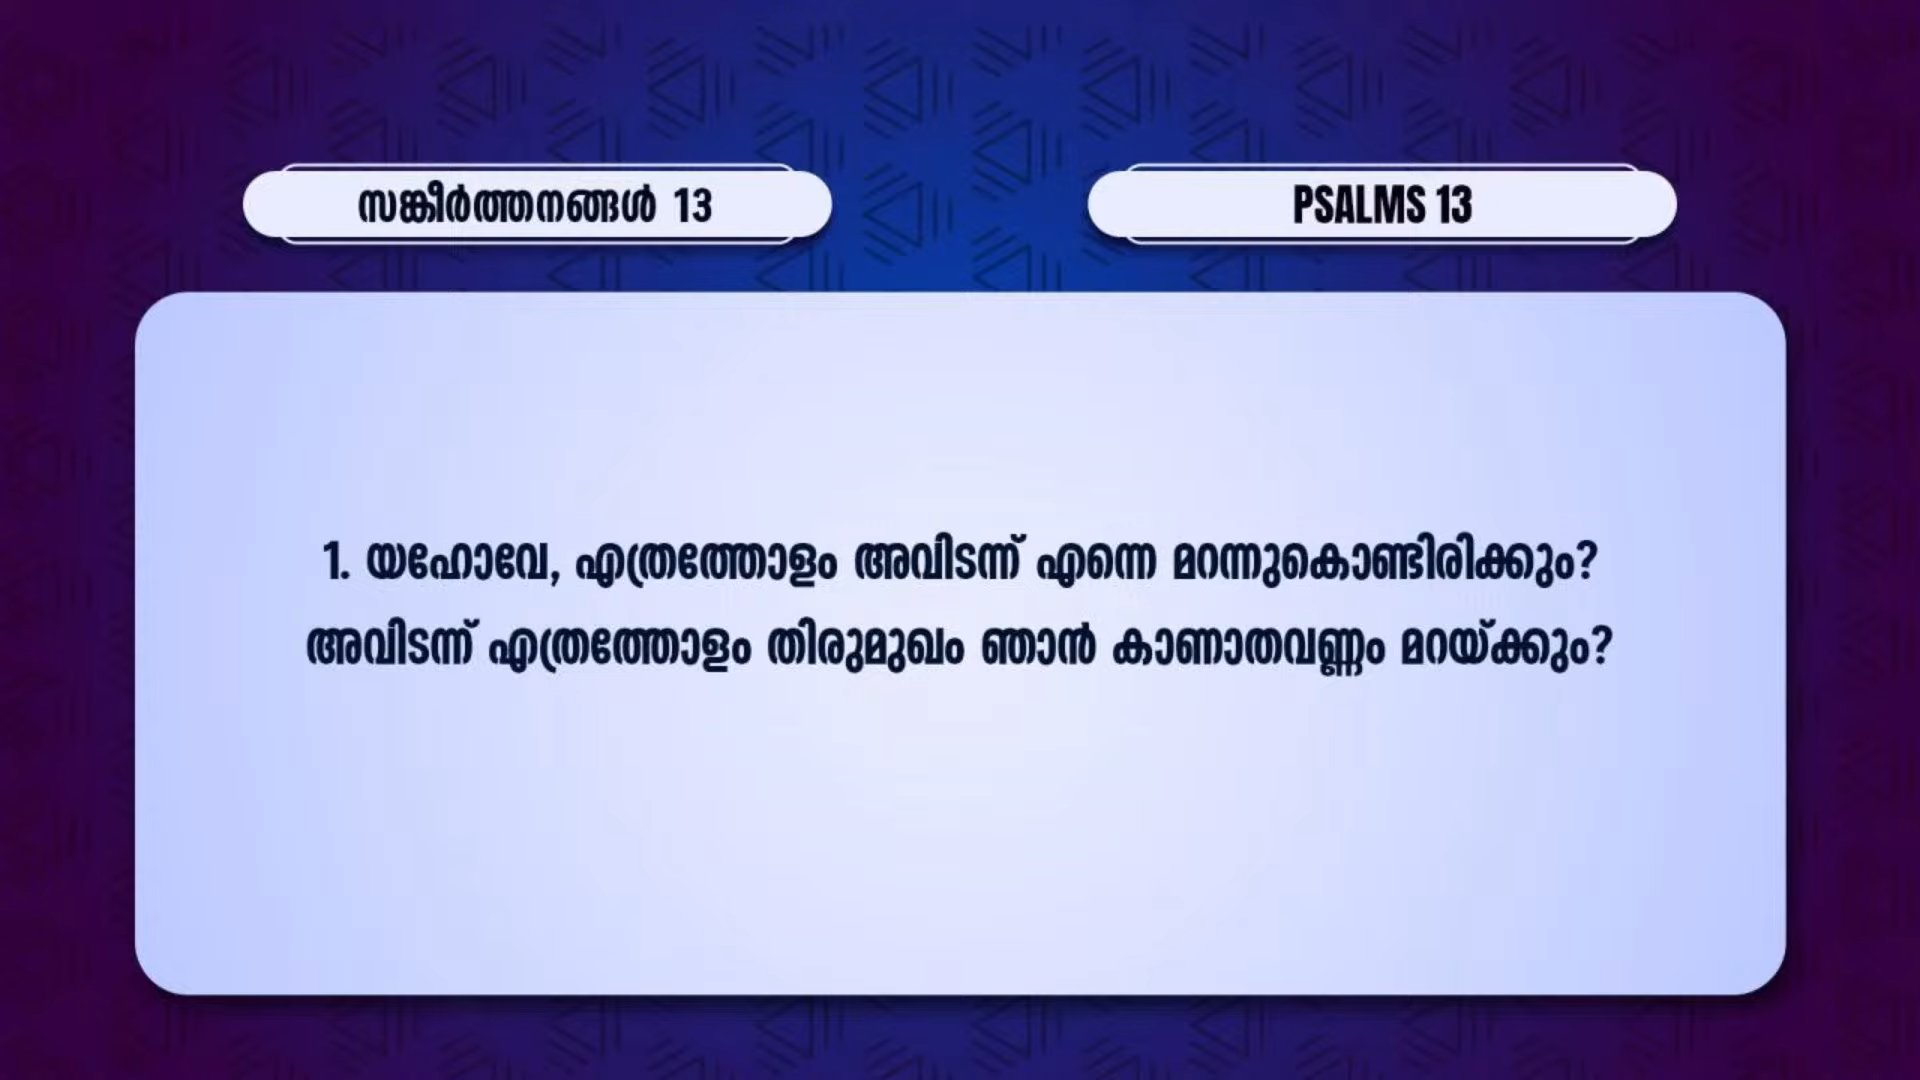 സങ്കീർത്തനങ്ങൾ 13
PSALMS 13
1. യഹോവേ, എത്രത്തോളം അവിടന്ന് എന്നെ മറന്നുകൊണ്ടിരിക്കും?
അവിടന്ന് എത്രത്തോളം തിരുമുഖം ഞാൻ കാണാതവണ്ണം മറയ്ക്കും?